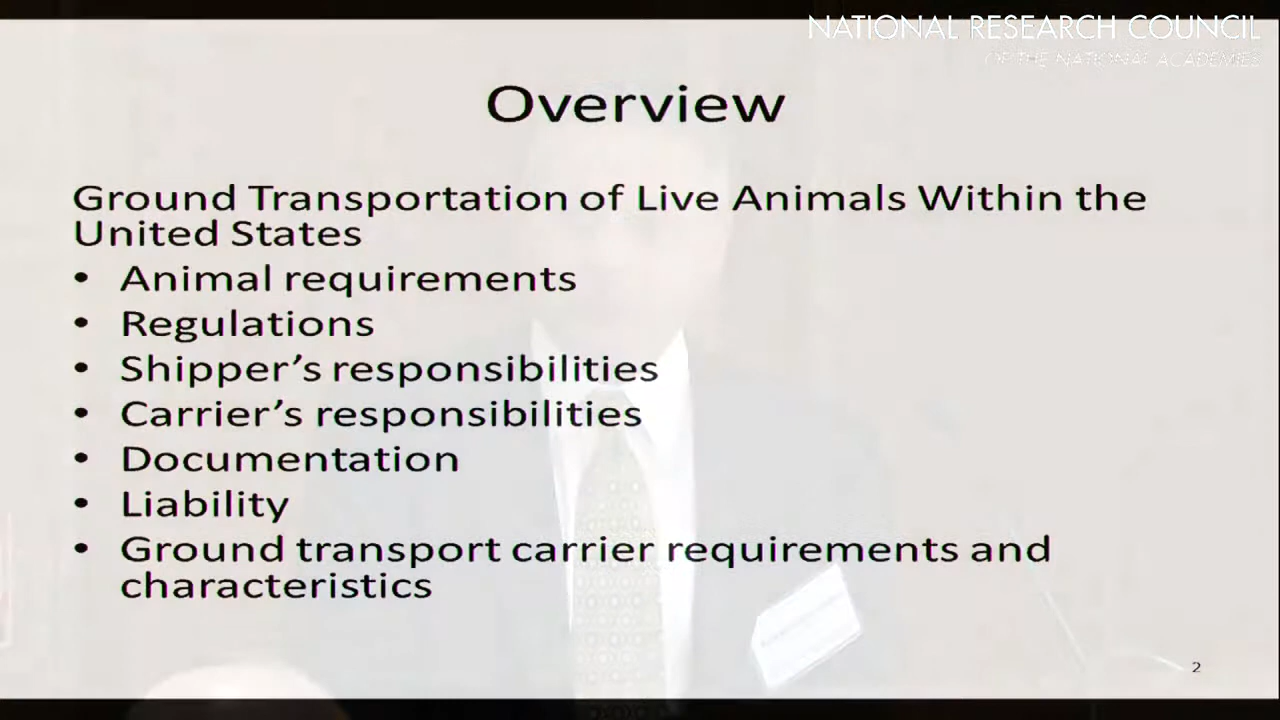 NATIONAL RESEARCH COUNCIL
OF THE NATIONAL ACADEMIES
Overview
Ground Transportation of Live Animals Within the
United States
• Animal requirements
• Regulations
• Shipper’s responsibilities
• Carrier’s responsibilities
• Documentation
• Liability
• Ground transport carrier requirements and
characteristics
2